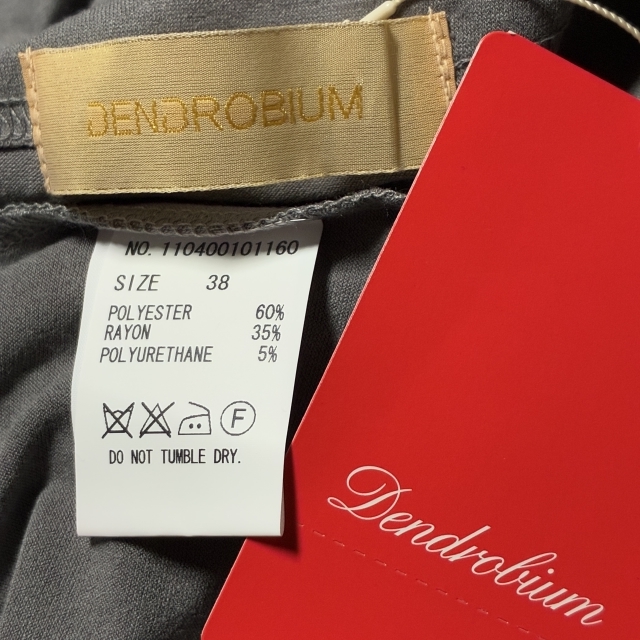 DENDROBIUM
NO. 110400101160
SIZE 38
POLYESTER 60%
RAYON 35%
POLYURETHANE 5%
F
DO NOT TUMBLE DRY.
Dendrobium